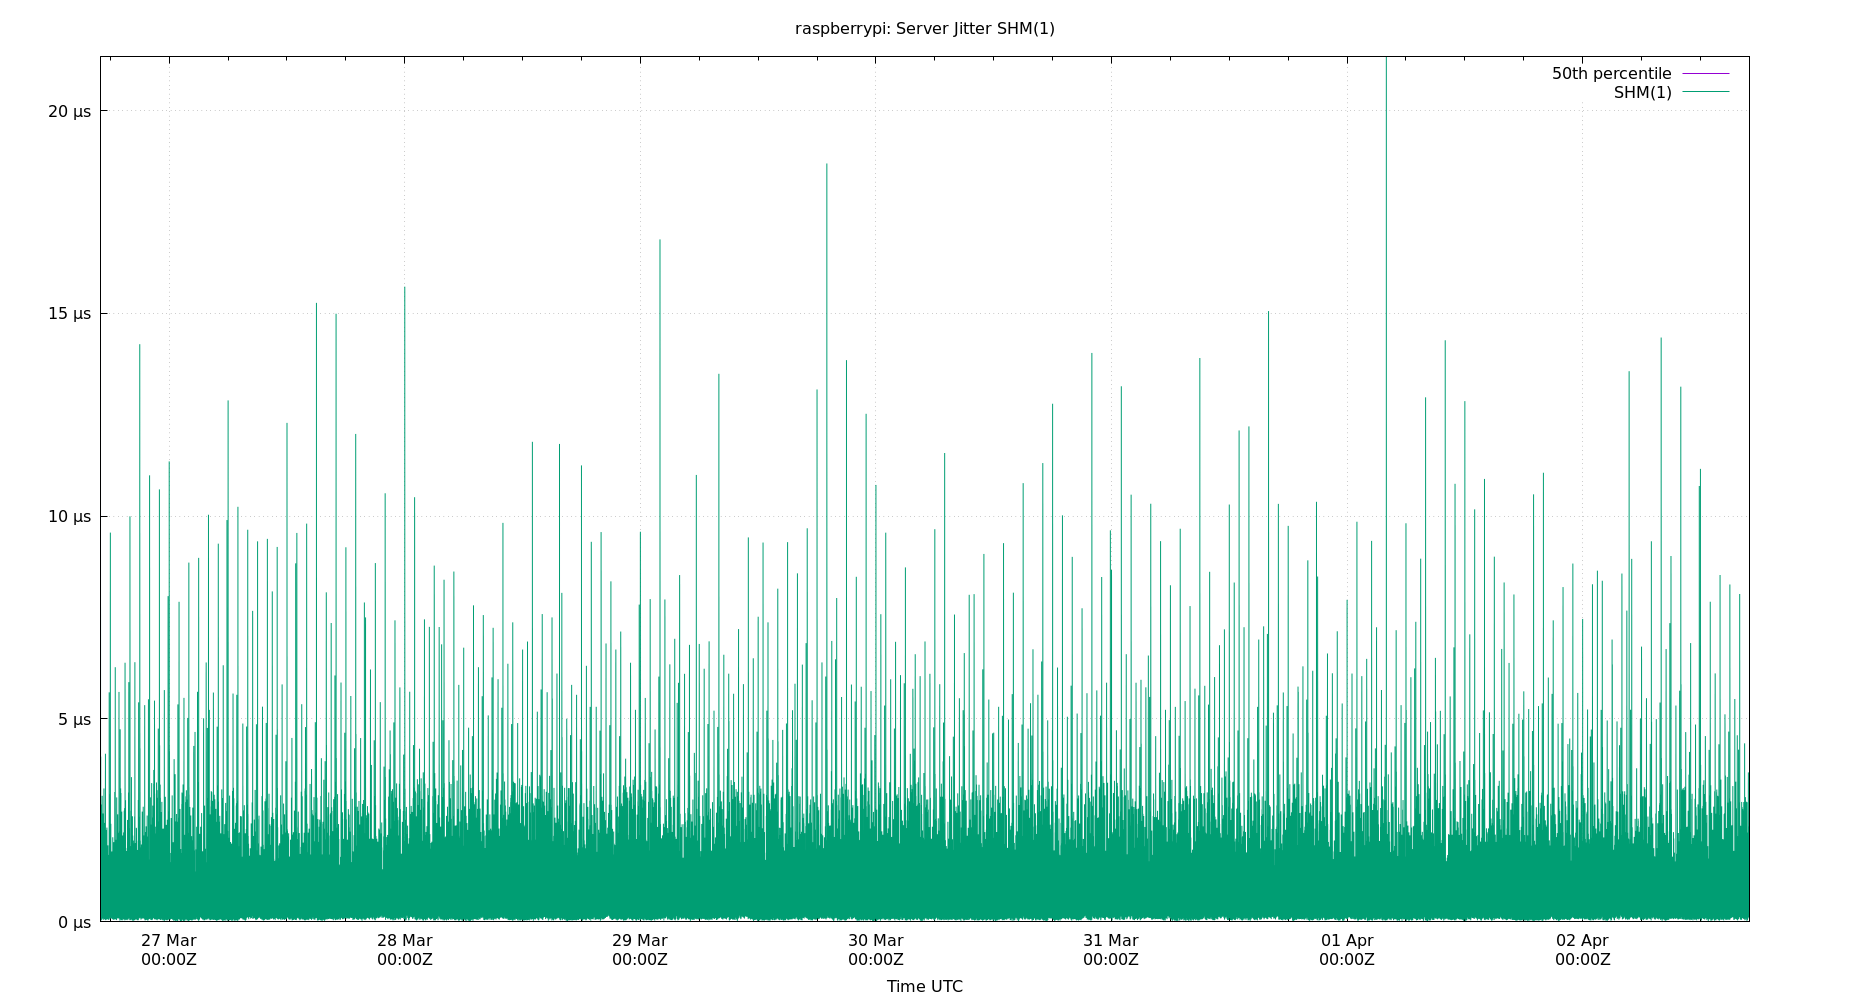 raspberrypi: Server Jitter SHM(1)
50th percentile
SHM(1)
20 µs
15 µs
10 µs
5 µs
0 µs
27 Mar 28 Mar 29 Mar 30 Mar 31 Mar 01 Apr 02 Apr
00:00Z 00:00Z 00:00Z 00:00Z 00:00Z 00:00Z 00:00Z
Time UTC